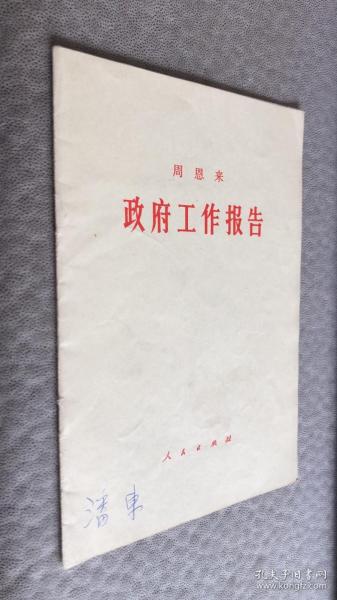 周恩来
政府工作报告
人民出版社
潘东
孔夫子旧书网